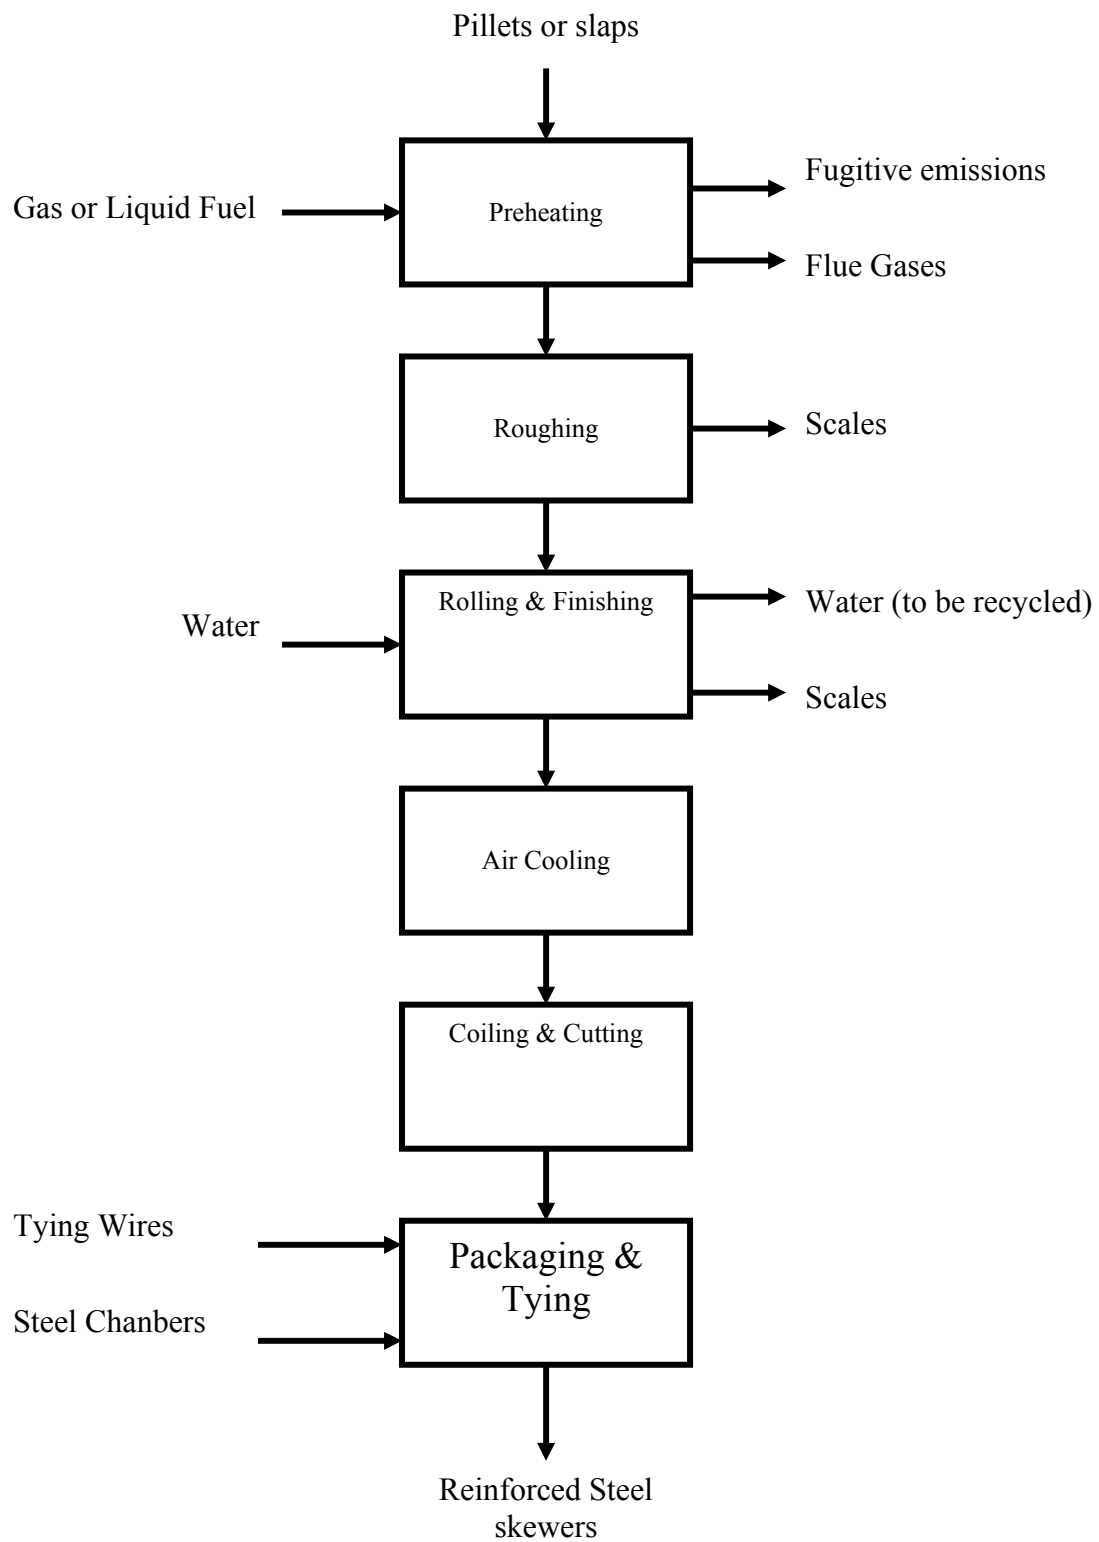 Pillets or slaps
Fugitive emissions
Gas or Liquid Fuel
Preheating
Flue Gases
Roughing
Scales
Rolling & Finishing
Water (to be recycled)
Water
Scales
Air Cooling
Coiling & Cutting
Tying Wires
Packaging &
Tying
Steel Chanbers
Reinforced Steel
skewers